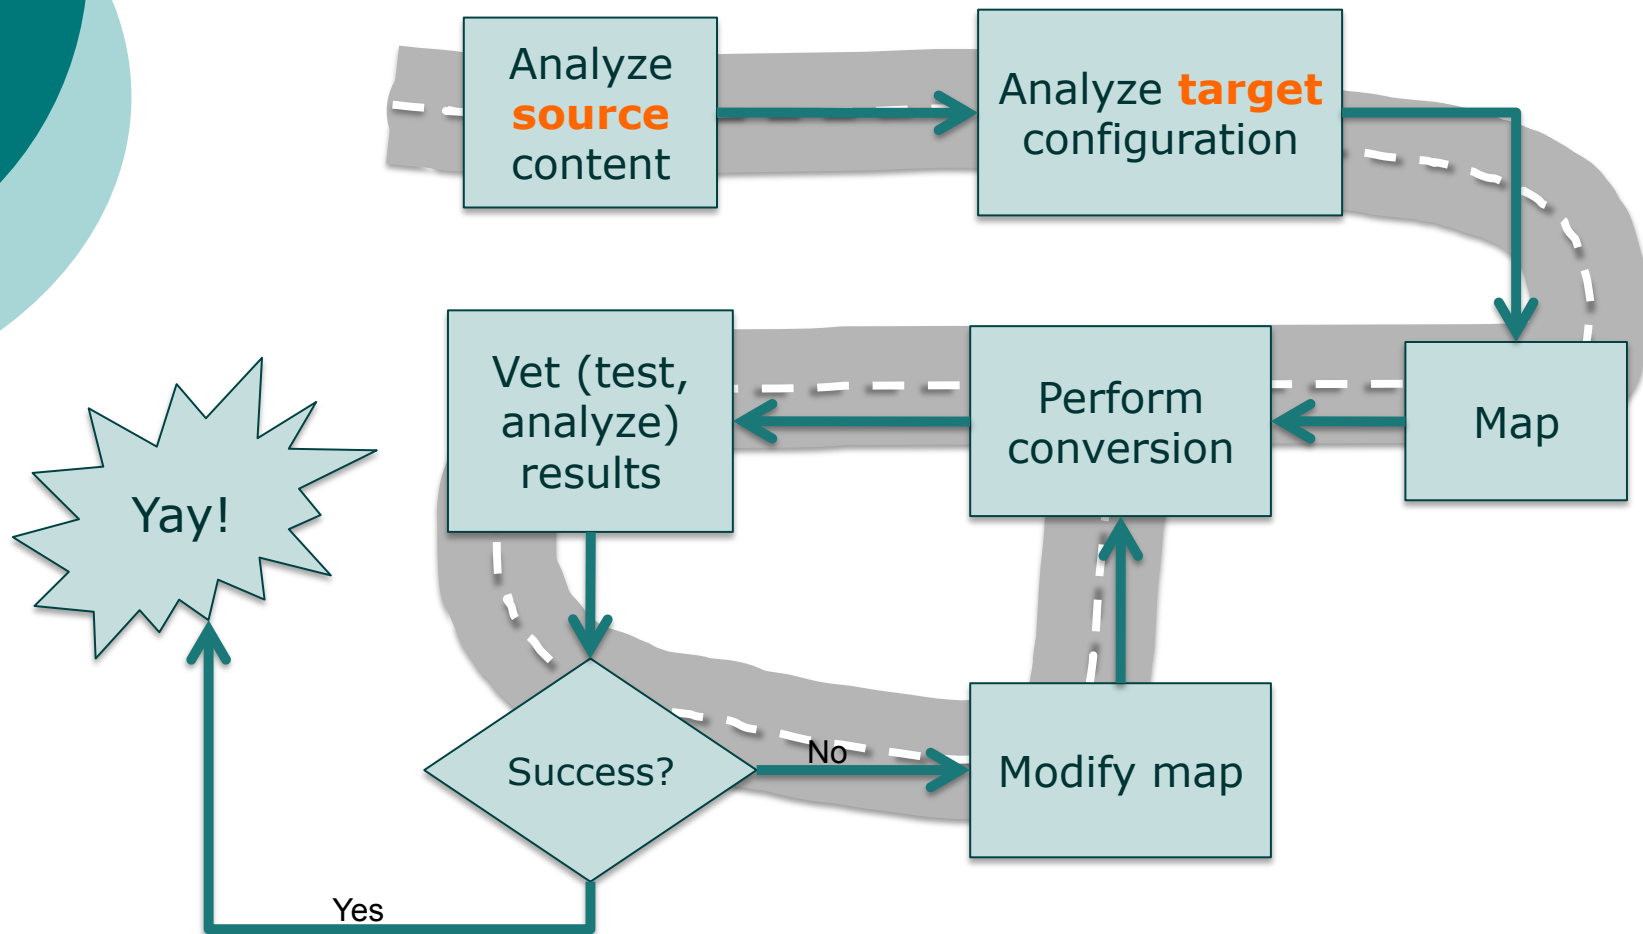 Analyze
source
content
Analyze target
configuration
Map
Perform
conversion
Vet (test,
analyze)
results
Success?
No
Modify map
Yes
Yay!